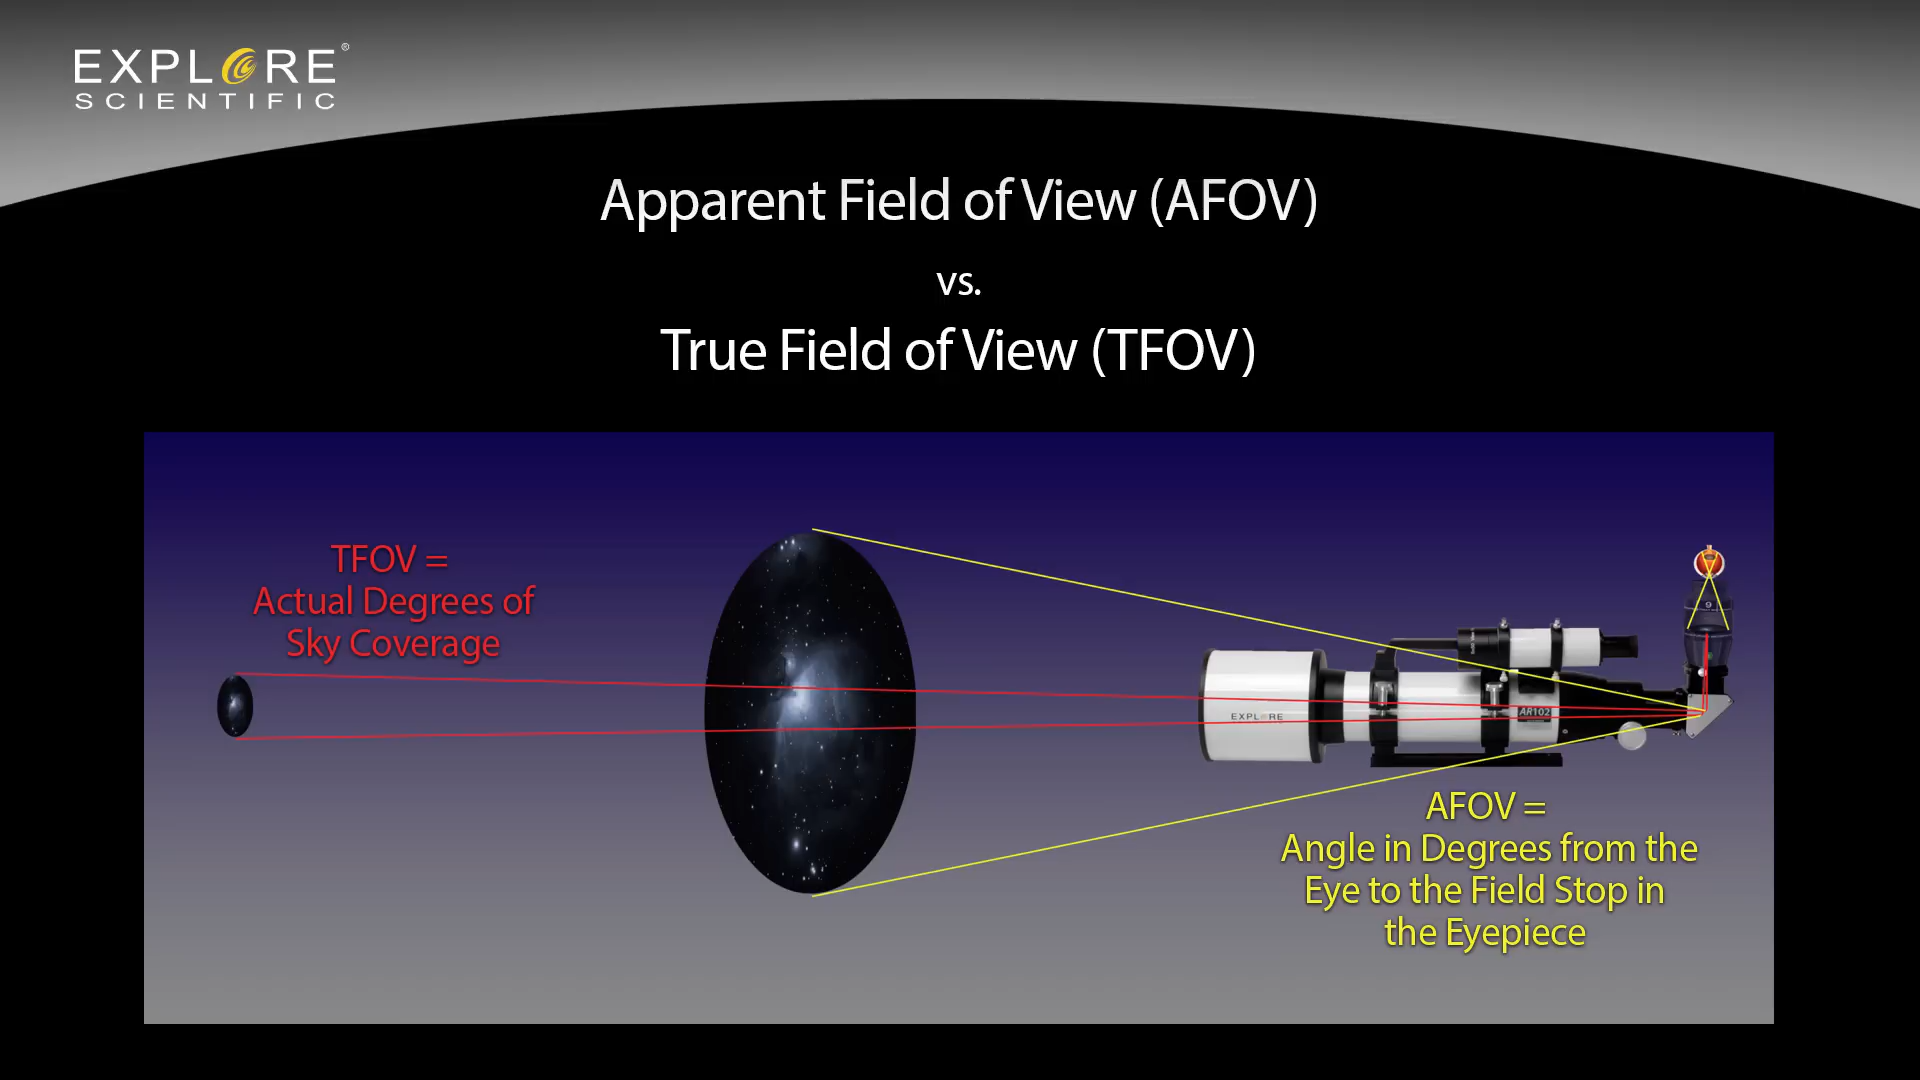 EXPLORE®
SCIENTIFIC
Apparent Field of View (AFOV)
vs.
True Field of View (TFOV)
TFOV =
Actual Degrees of
Sky Coverage
9
EXPLORE
AR102
AFOV =
Angle in Degrees from the
Eye to the Field Stop in
the Eyepiece